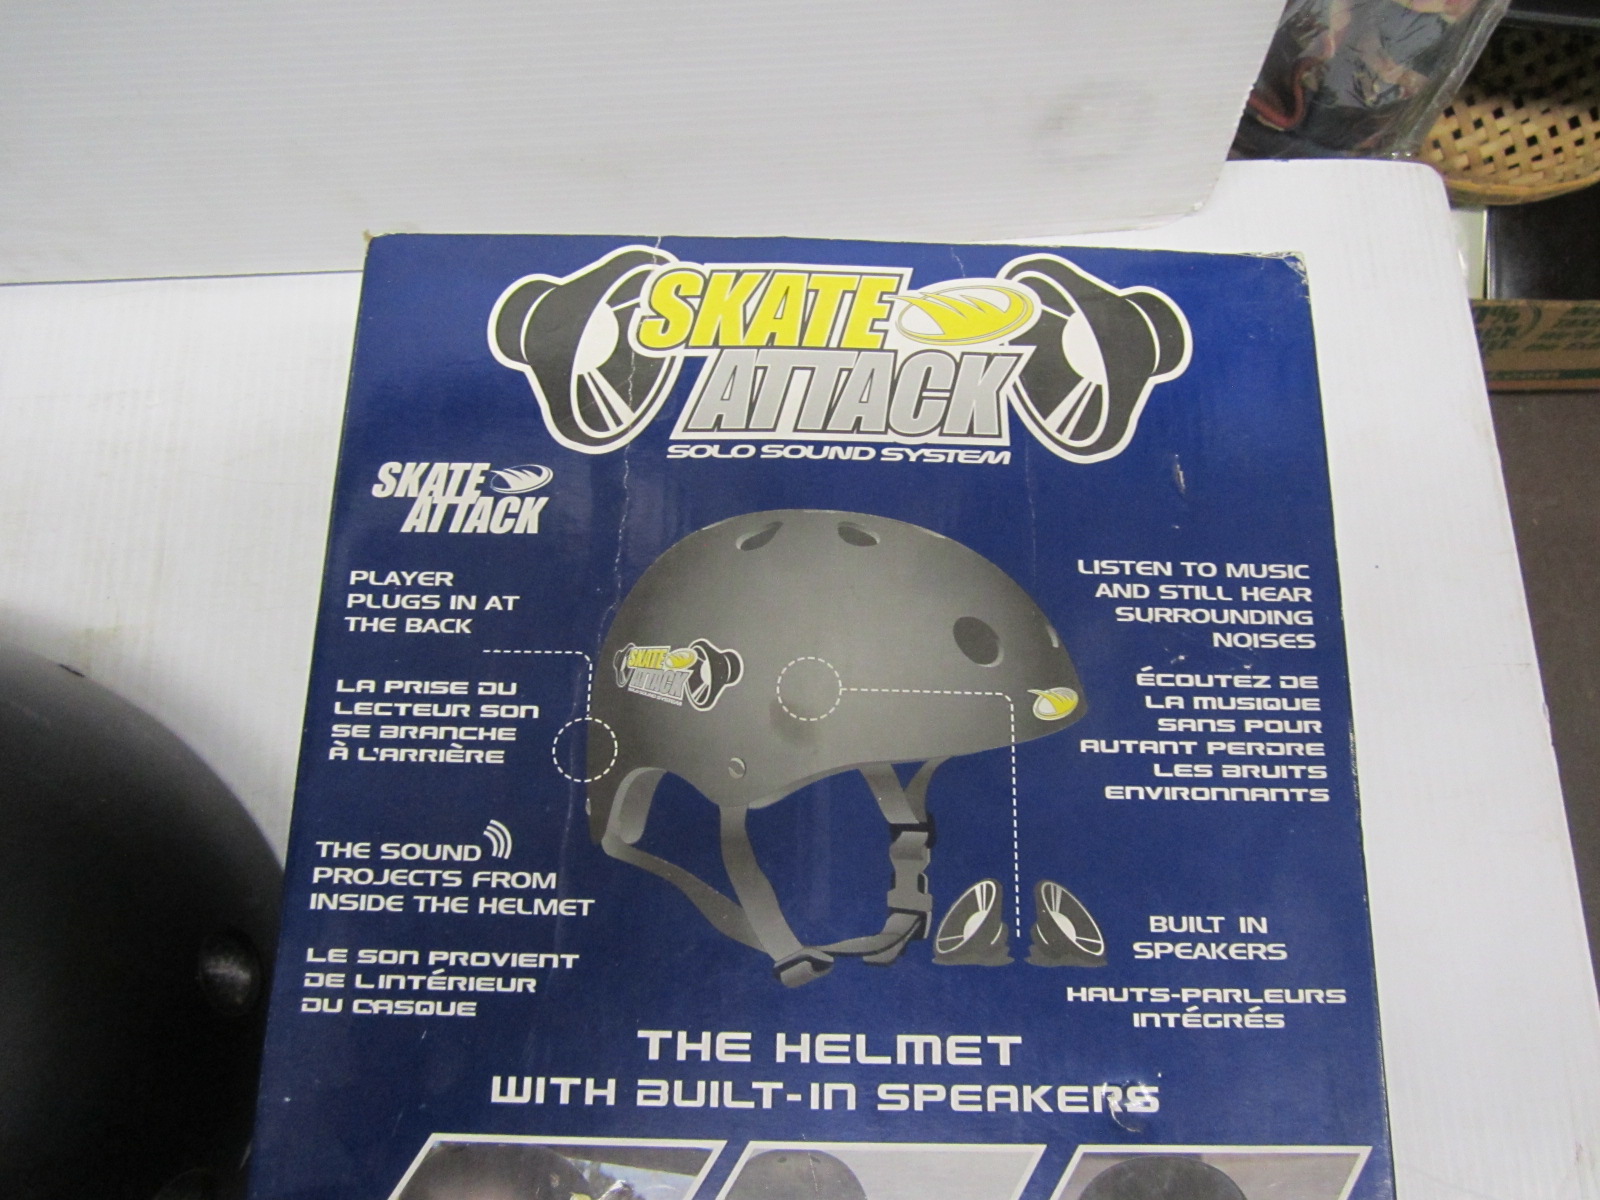 SKATE
ATTACK
SOLO SOUND SYSTEM
SKATE
ATTACK
PLAYER
PLUGS IN AT
THE BACK
LA PRISE DU
LECTEUR SON
SE BRANCHE
À L'ARRIÈRE
THE SOUND
PROJECTS FROM
INSIDE THE HELMET
LE SON PROVIENT
DE L'INTÉRIEUR
DU CASQUE
SKATE
ATTACK
SOLO SOUND SYSTEM
LISTEN TO MUSIC
AND STILL HEAR
SURROUNDING
NOISES
ÉCOUTEZ DE
LA MUSIQUE
SANS POUR
AUTANT PERDRE
LES BRUITS
ENVIRONNANTS
BUILT IN
SPEAKERS
HAUTS-PARLEURS
INTÉGRÉS
THE HELMET
WITH BUILT-IN SPEAKERS